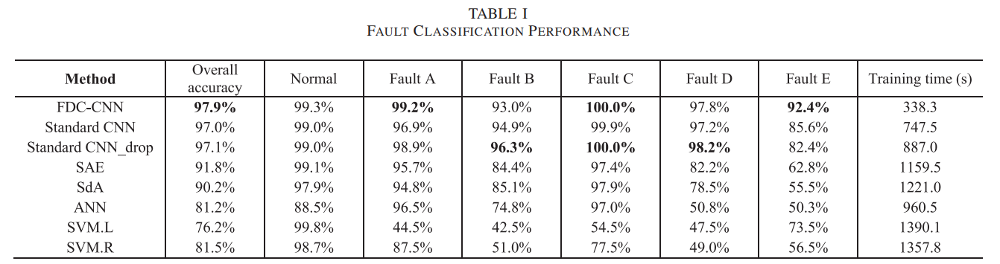 TABLE I
FAULT CLASSIFICATION PERFORMANCE
Method Overall accuracy Normal Fault A Fault B Fault C Fault D Fault E Training time (s)
FDC-CNN 97.9% 99.3% 99.2% 93.0% 100.0% 97.8% 92.4% 338.3
Standard CNN 97.0% 99.0% 96.9% 94.9% 99.9% 97.2% 85.6% 747.5
Standard CNN_drop 97.1% 99.0% 98.9% 96.3% 100.0% 98.2% 82.4% 887.0
SAE 91.8% 99.1% 95.7% 84.4% 97.4% 82.2% 62.8% 1159.5
SdA 90.2% 97.9% 94.8% 85.1% 97.9% 78.5% 55.5% 1221.0
ANN 81.2% 88.5% 96.5% 74.8% 97.0% 50.8% 50.3% 960.5
SVM.L 76.2% 99.8% 44.5% 42.5% 54.5% 47.5% 73.5% 1390.1
SVM.R 81.5% 98.7% 87.5% 51.0% 77.5% 49.0% 56.5% 1357.8